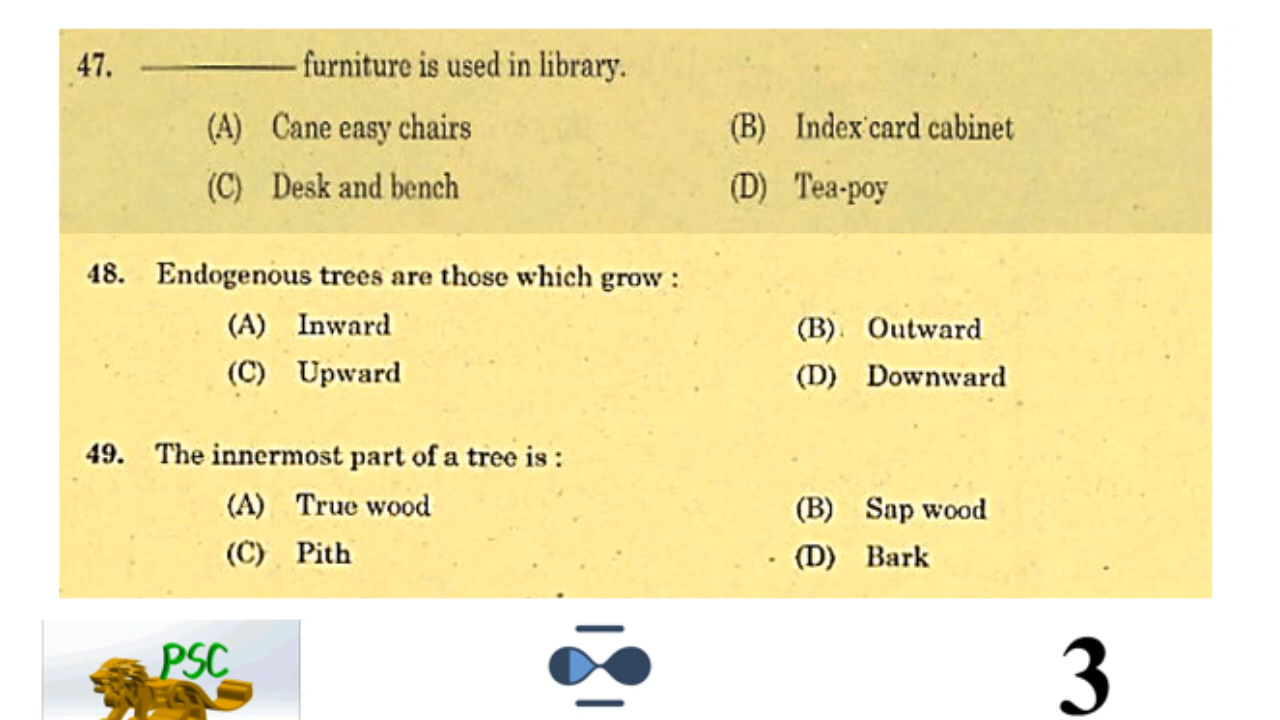 47. ———— furniture is used in library.
(A) Cane easy chairs (B) Index card cabinet
(C) Desk and bench (D) Tea-poy
48. Endogenous trees are those which grow :
(A) Inward (B) Outward
(C) Upward (D) Downward
49. The innermost part of a tree is :
(A) True wood (B) Sap wood
(C) Pith (D) Bark
PSC
3